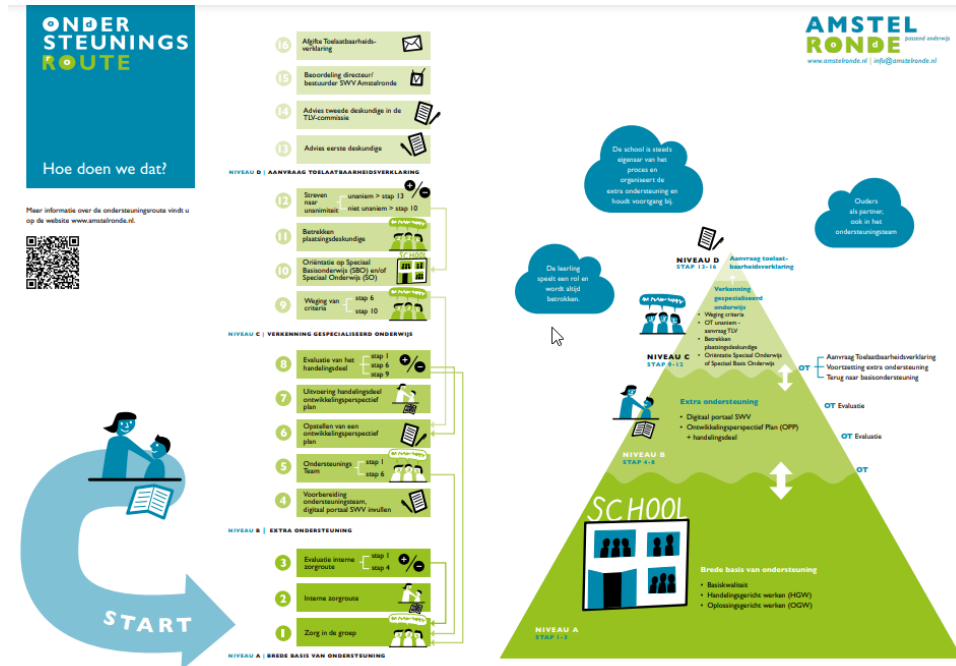 ONDER
STEUNINGS
ROUTE
Hoe doen we dat?
Meer informatie over de ondersteuningsroute vindt u
op de website www.amstelronde.nl.
START
16
Afgifte Toelaatbaarheids-
verklaring
15
Beoordeling directeur/
bestuurder SWV Amstelronde
14
Advies tweede deskundige in de
TLV-commissie
13
Advies eerste deskundige
NIVEAU D | AANVRAAG TOELAATBAARHEIDSVERKLARING
12
Streven
naar
unanimiteit
unaniem > stap 13
niet unaniem > stap 10
11
Betrekken
plaatsingsdeskundige
10
Oriëntatie op Speciaal
Basisonderwijs (SBO) en/of
Speciaal Onderwijs (SO)
SCHOOL
9
Weging van
criteria
stap 6
stap 10
NIVEAU C | VERKENNING GESPECIALISEERD ONDERWIJS
8
Evaluatie van het
handelingsdeel
stap 1
stap 6
stap 9
7
Uitvoering handelingsdeel
ontwikkelingsperspectief
plan
6
Opstellen van een
ontwikkelingsperspectief
plan
5
Ondersteunings
Team
stap 1
stap 6
4
Voorbereiding
ondersteuningsteam,
digitaal portaal SWV invullen
NIVEAU B | EXTRA ONDERSTEUNING
3
Evaluatie interne
zorgroute
stap 1
stap 4
2
Interne zorgroute
1
Zorg in de groep
NIVEAU A | BREDE BASIS VAN ONDERSTEUNING
AMSTEL
RONDE
passend onderwijs
www.amstelronde.nl | info@amstelronde.nl
De school is steeds
eigenaar van het
proces en
organiseert de
extra ondersteuning en
houdt voortgang bij.
Ouders
als partner,
ook in het
ondersteuningsteam
De leerling
speelt een rol en
wordt altijd
betrokken.
NIVEAU D
STAP 13-16
Aanvraag toelaat-
baarheidsverklaring
Verkenning
gespecialiseerd
onderwijs
• Weging criteria
• OT unaniem -
aanvraag TLV
• Betrekken
plaatsingsdeskundige
• Oriëntatie Speciaal Onderwijs
of Speciaal Basis Onderwijs
NIVEAU C
STAP 9-12
OT
Aanvraag Toelaatbaarheidsverklaring
Voortzetting extra ondersteuning
Terug naar basisondersteuning
Extra ondersteuning
• Digitaal portaal SWV
• Ontwikkelingsperspectief Plan (OPP)
+ handelingsdeel
OT Evaluatie
OT Evaluatie
NIVEAU B
STAP 4-8
OT
SCHOOL
Brede basis van ondersteuning
• Basiskwaliteit
• Handelingsgericht werken (HGW)
• Oplossingsgericht werken (OGW)
NIVEAU A
STAP 1-3